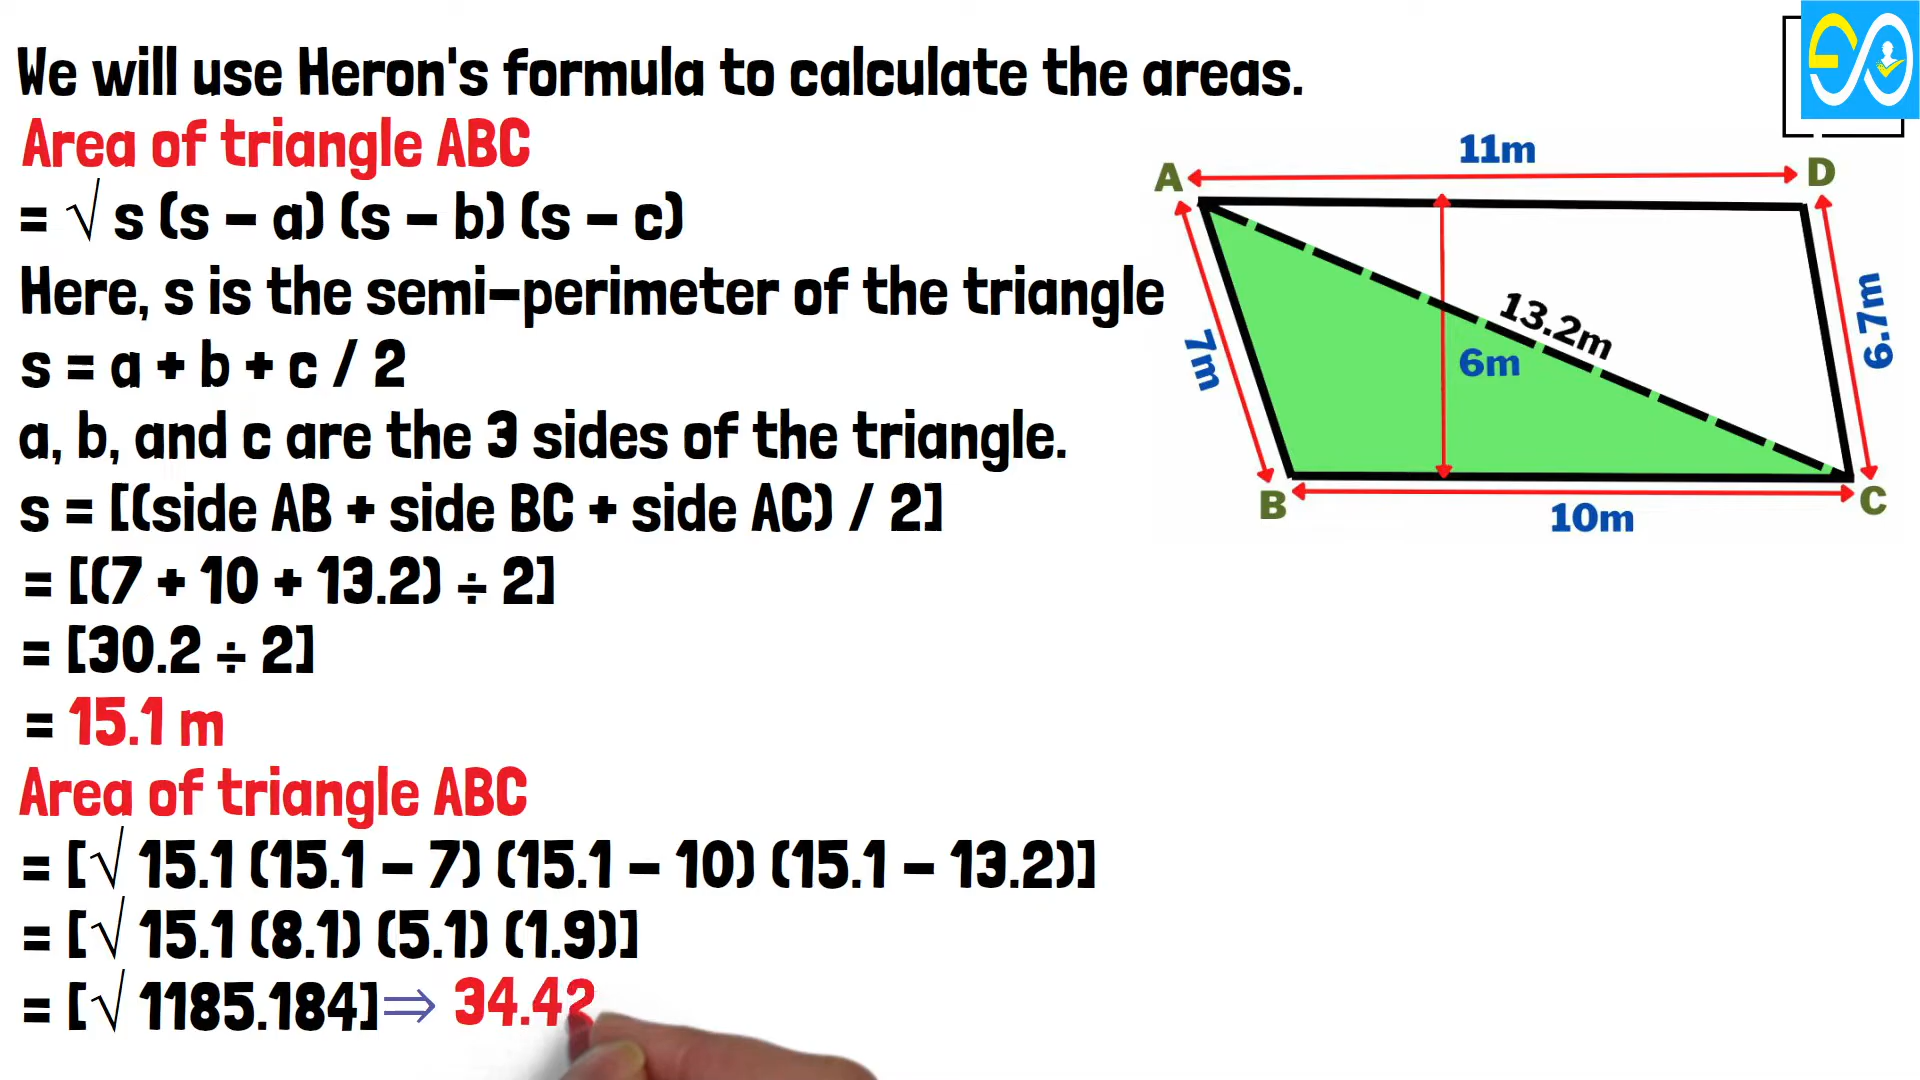 We will use Heron's formula to calculate the areas.
Area of triangle ABC
= √ s (s – a) (s – b) (s – c)
Here, s is the semi-perimeter of the triangle
s = a + b + c / 2
a, b, and c are the 3 sides of the triangle.
s = [(side AB + side BC + side AC) / 2]
= [(7 + 10 + 13.2) ÷ 2]
= [30.2 ÷ 2]
= 15.1 m
Area of triangle ABC
= [√ 15.1 (15.1 – 7) (15.1 – 10) (15.1 – 13.2)]
= [√ 15.1 (8.1) (5.1) (1.9)]
= [√ 1185.184] ⇒ 34.42
11m
A
D
7m
13.2m
6m
6.7m
B
C
10m